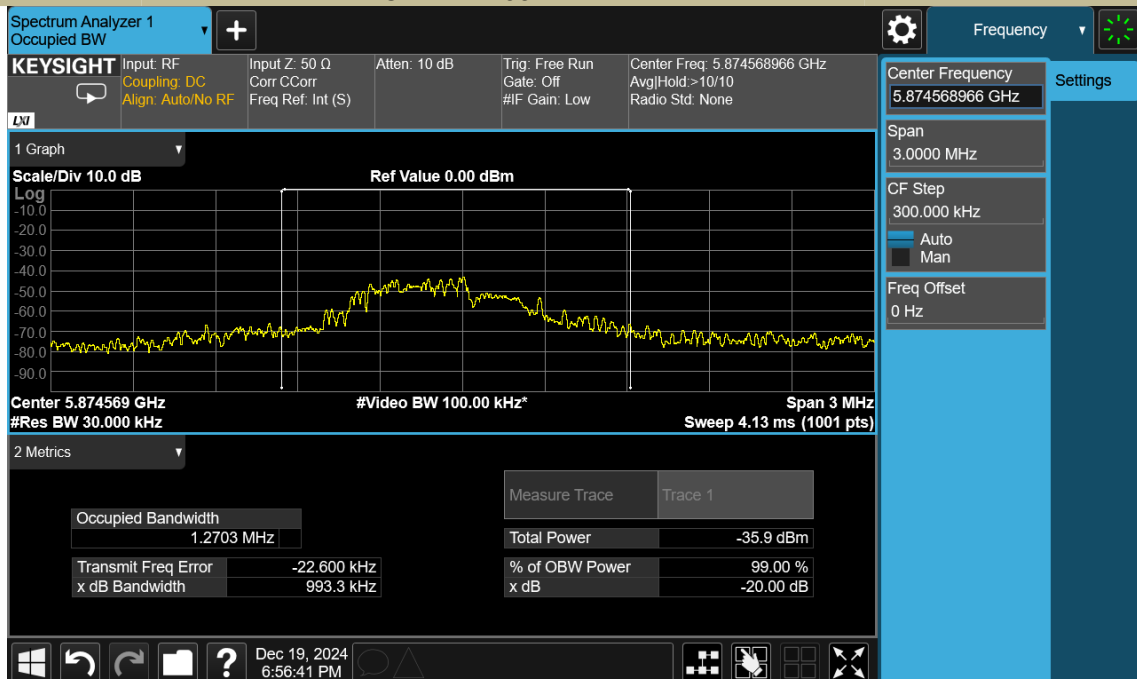 Spectrum Analyzer 1
Occupied BW
Frequency
KEYSIGHT
LXI
Input: RF
Coupling: DC
Align: Auto/No RF
Input Z: 50 Ω
Corr CCorr
Freq Ref: Int (S)
Atten: 10 dB
Trig: Free Run
Gate: Off
#IF Gain: Low
Center Freq: 5.874568966 GHz
Avg|Hold:>10/10
Radio Std: None
Center Frequency
5.874568966 GHz
Settings
Span
3.0000 MHz
CF Step
300.000 kHz
Auto
Man
Freq Offset
0 Hz
1 Graph
Scale/Div 10.0 dB
Ref Value 0.00 dBm
Log
-10.0
-20.0
-30.0
-40.0
-50.0
-60.0
-70.0
-80.0
-90.0
Center 5.874569 GHz
#Video BW 100.00 kHz*
Span 3 MHz
#Res BW 30.000 kHz
Sweep 4.13 ms (1001 pts)
2 Metrics
Measure Trace
Trace 1
Occupied Bandwidth
1.2703 MHz
Total Power
-35.9 dBm
Transmit Freq Error
-22.600 kHz
% of OBW Power
99.00 %
x dB Bandwidth
993.3 kHz
x dB
-20.00 dB
?
Dec 19, 2024
6:56:41 PM